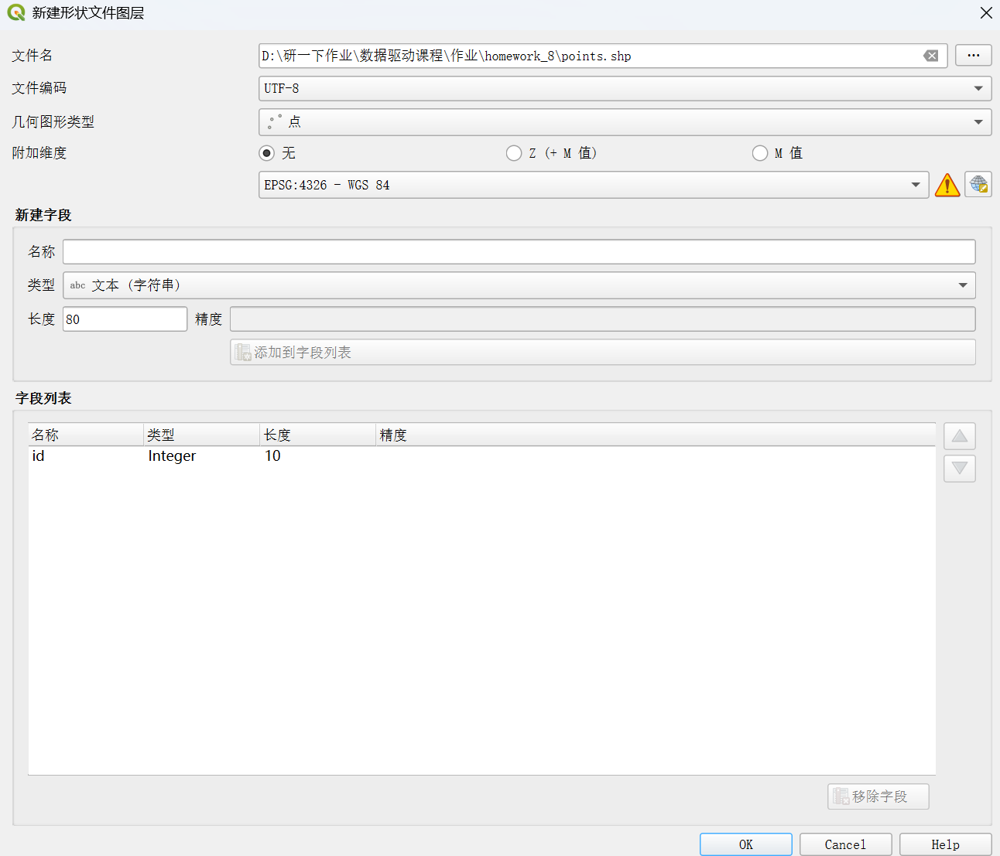 新建形状文件图层
文件名 D:\研一下作业\数据驱动课程\作业\homework_8\points.shp ...
文件编码 UTF-8
几何图形类型 点
附加维度 无 Z (+ M 值) M 值
EPSG:4326 - WGS 84
新建字段
名称
类型 abc 文本 (字符串)
长度 80 精度
添加到字段列表
字段列表
名称 类型 长度 精度
id Integer 10
移除字段
OK Cancel Help